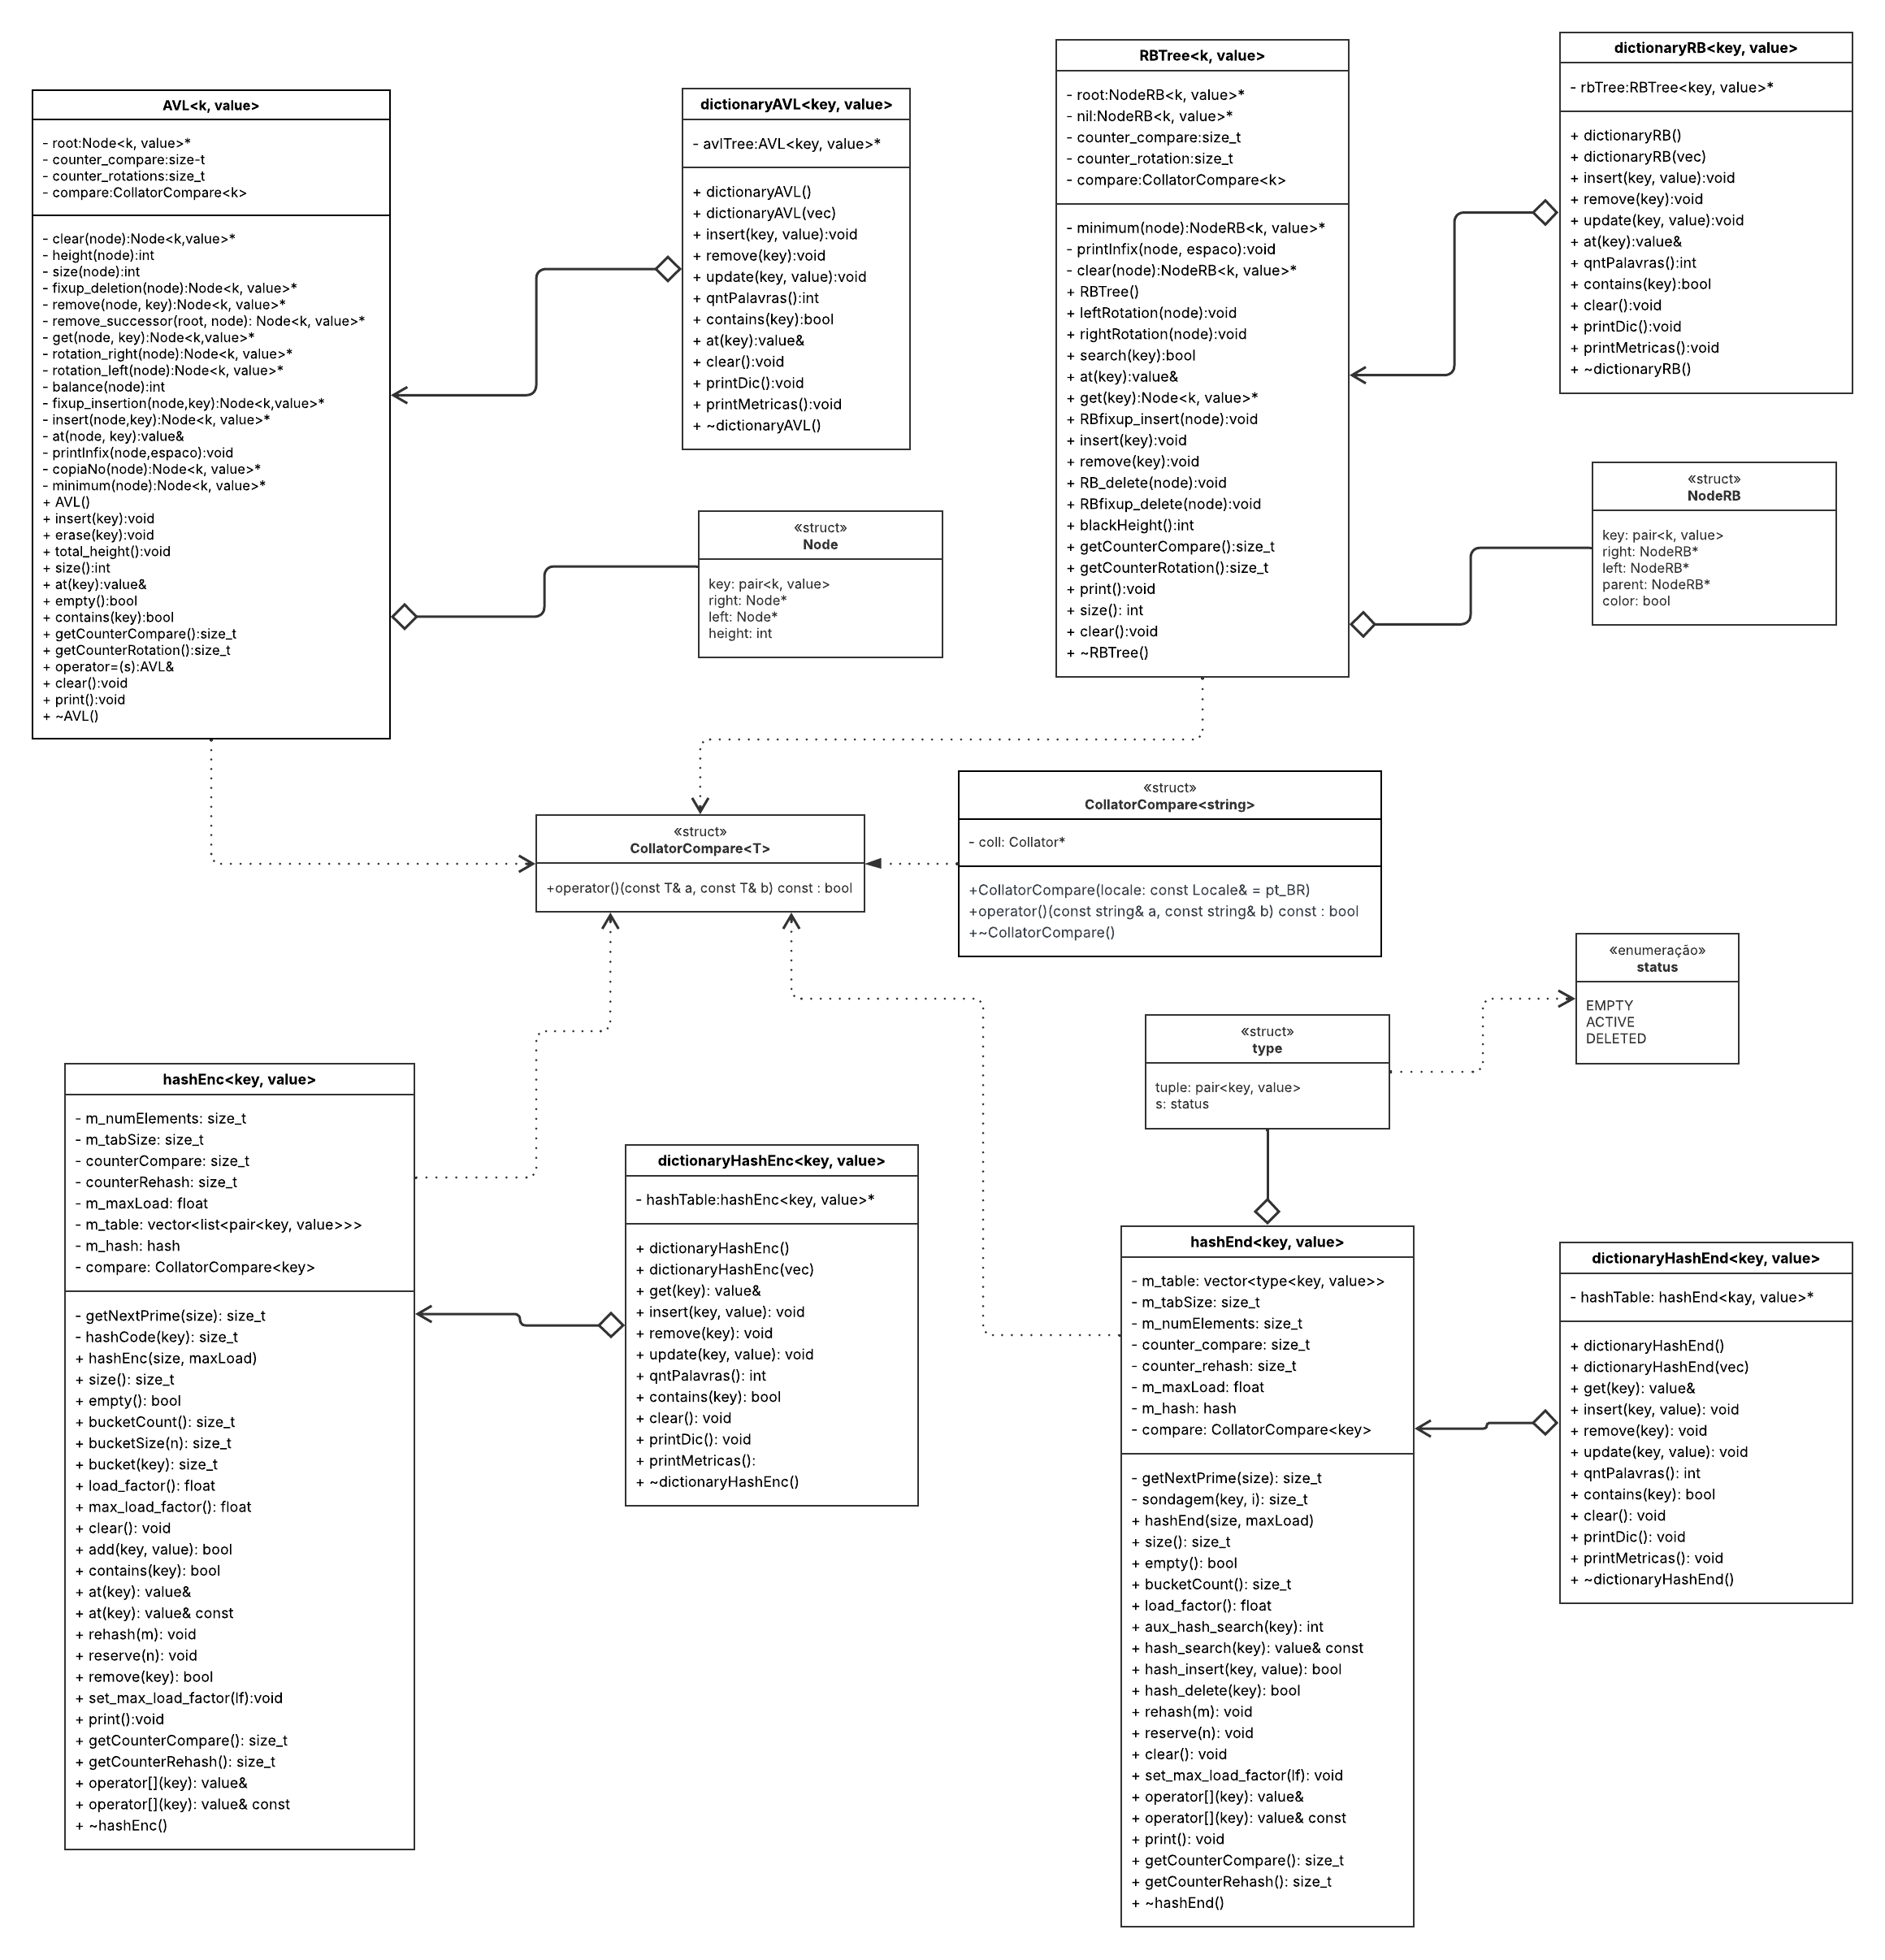 AVL<k, value>
- root:Node<k, value>*
- counter_compare:size-t
- counter_rotations:size_t
- compare:CollatorCompare<k>
- clear(node):Node<k,value>*
- height(node):int
- size(node):int
- fixup_deletion(node):Node<k, value>*
- remove(node, key):Node<k, value>*
- remove_successor(root, node): Node<k, value>*
- get(node, key):Node<k,value>*
- rotation_right(node):Node<k, value>*
- rotation_left(node):Node<k, value>*
- balance(node):int
- fixup_insertion(node,key):Node<k,value>*
- insert(node,key):Node<k, value>*
- at(node, key):value&
- printInfix(node,espaco):void
- copiaNo(node):Node<k, value>*
- minimum(node):Node<k, value>*
+ AVL()
+ insert(key):void
+ erase(key):void
+ total_height():void
+ size():int
+ at(key):value&
+ empty():bool
+ contains(key):bool
+ getCounterCompare():size_t
+ getCounterRotation():size_t
+ operator=(s):AVL&
+ clear():void
+ print():void
+ ~AVL()
dictionaryAVL<key, value>
- avlTree:AVL<key, value>*
+ dictionaryAVL()
+ dictionaryAVL(vec)
+ insert(key, value):void
+ remove(key):void
+ update(key, value):void
+ qntPalavras():int
+ contains(key):bool
+ at(key):value&
+ clear():void
+ printDic():void
+ printMetricas():void
+ ~dictionaryAVL()
«struct»
Node
key: pair<k, value>
right: Node*
left: Node*
height: int
RBTree<k, value>
- root:NodeRB<k, value>*
- nil:NodeRB<k, value>*
- counter_compare:size_t
- counter_rotation:size_t
- compare:CollatorCompare<k>
- minimum(node):NodeRB<k, value>*
- printInfix(node, espaco):void
- clear(node):NodeRB<k, value>*
+ RBTree()
+ leftRotation(node):void
+ rightRotation(node):void
+ search(key):bool
+ at(key):value&
+ get(key):Node<k, value>*
+ RBfixup_insert(node):void
+ insert(key):void
+ remove(key):void
+ RB_delete(node):void
+ RBfixup_delete(node):void
+ blackHeight():int
+ getCounterCompare():size_t
+ getCounterRotation():size_t
+ print():void
+ size(): int
+ clear():void
+ ~RBTree()
dictionaryRB<key, value>
- rbTree:RBTree<key, value>*
+ dictionaryRB()
+ dictionaryRB(vec)
+ insert(key, value):void
+ remove(key):void
+ update(key, value):void
+ at(key):value&
+ qntPalavras():int
+ contains(key):bool
+ clear():void
+ printDic():void
+ printMetricas():void
+ ~dictionaryRB()
«struct»
NodeRB
key: pair<k, value>
right: NodeRB*
left: NodeRB*
parent: NodeRB*
color: bool
«struct»
CollatorCompare<T>
+operator()(const T& a, const T& b) const : bool
«struct»
CollatorCompare<string>
- coll: Collator*
+CollatorCompare(locale: const Locale& = pt_BR)
+operator()(const string& a, const string& b) const : bool
+~CollatorCompare()
«enumeração»
status
EMPTY
ACTIVE
DELETED
«struct»
type
tuple: pair<key, value>
s: status
hashEnc<key, value>
- m_numElements: size_t
- m_tabSize: size_t
- counterCompare: size_t
- counterRehash: size_t
- m_maxLoad: float
- m_table: vector<list<pair<key, value>>>
- m_hash: hash
- compare: CollatorCompare<key>
- getNextPrime(size): size_t
- hashCode(key): size_t
+ hashEnc(size, maxLoad)
+ size(): size_t
+ empty(): bool
+ bucketCount(): size_t
+ bucketSize(n): size_t
+ bucket(key): size_t
+ load_factor(): float
+ max_load_factor(): float
+ clear(): void
+ add(key, value): bool
+ contains(key): bool
+ at(key): value&
+ at(key): value& const
+ rehash(m): void
+ reserve(n): void
+ remove(key): bool
+ set_max_load_factor(lf):void
+ print():void
+ getCounterCompare(): size_t
+ getCounterRehash(): size_t
+ operator[](key): value&
+ operator[](key): value& const
+ ~hashEnc()
dictionaryHashEnc<key, value>
- hashTable:hashEnc<key, value>*
+ dictionaryHashEnc()
+ dictionaryHashEnc(vec)
+ get(key): value&
+ insert(key, value): void
+ remove(key): void
+ update(key, value): void
+ qntPalavras(): int
+ contains(key): bool
+ clear(): void
+ printDic(): void
+ printMetricas():
+ ~dictionaryHashEnc()
hashEnd<key, value>
- m_table: vector<type<key, value>>
- m_tabSize: size_t
- m_numElements: size_t
- counter_compare: size_t
- counter_rehash: size_t
- m_maxLoad: float
- m_hash: hash
- compare: CollatorCompare<key>
- getNextPrime(size): size_t
- sondagem(key, i): size_t
+ hashEnd(size, maxLoad)
+ size(): size_t
+ empty(): bool
+ bucketCount(): size_t
+ load_factor(): float
+ aux_hash_search(key): int
+ hash_search(key): value& const
+ hash_insert(key, value): bool
+ hash_delete(key): bool
+ rehash(m): void
+ reserve(n): void
+ clear(): void
+ set_max_load_factor(lf): void
+ operator[](key): value&
+ operator[](key): value& const
+ print(): void
+ getCounterCompare(): size_t
+ getCounterRehash(): size_t
+ ~hashEnd()
dictionaryHashEnd<key, value>
- hashTable: hashEnd<kay, value>*
+ dictionaryHashEnd()
+ dictionaryHashEnd(vec)
+ get(key): value&
+ insert(key, value): void
+ remove(key): void
+ update(key, value): void
+ qntPalavras(): int
+ contains(key): bool
+ clear(): void
+ printDic(): void
+ printMetricas(): void
+ ~dictionaryHashEnd()